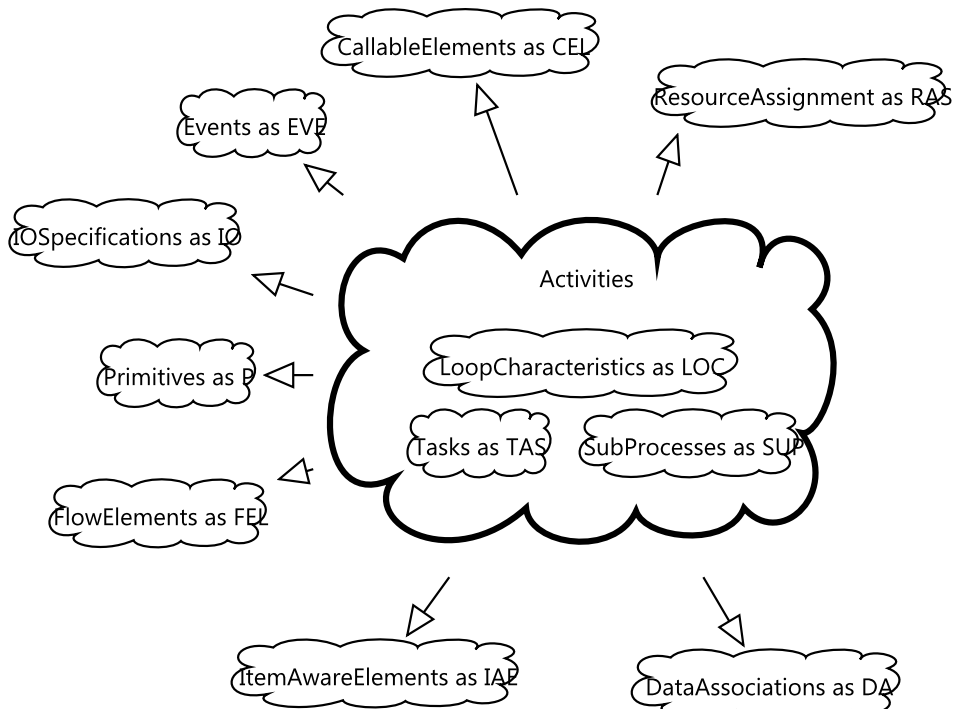 CallableElements as CEL
ResourceAssignment as RAS
Events as EVE
IOSpecifications as IO
Activities
LoopCharacteristics as LOC
Primitives as P
Tasks as TAS
SubProcesses as SUP
FlowElements as FEL
ItemAwareElements as IAE
DataAssociations as DA